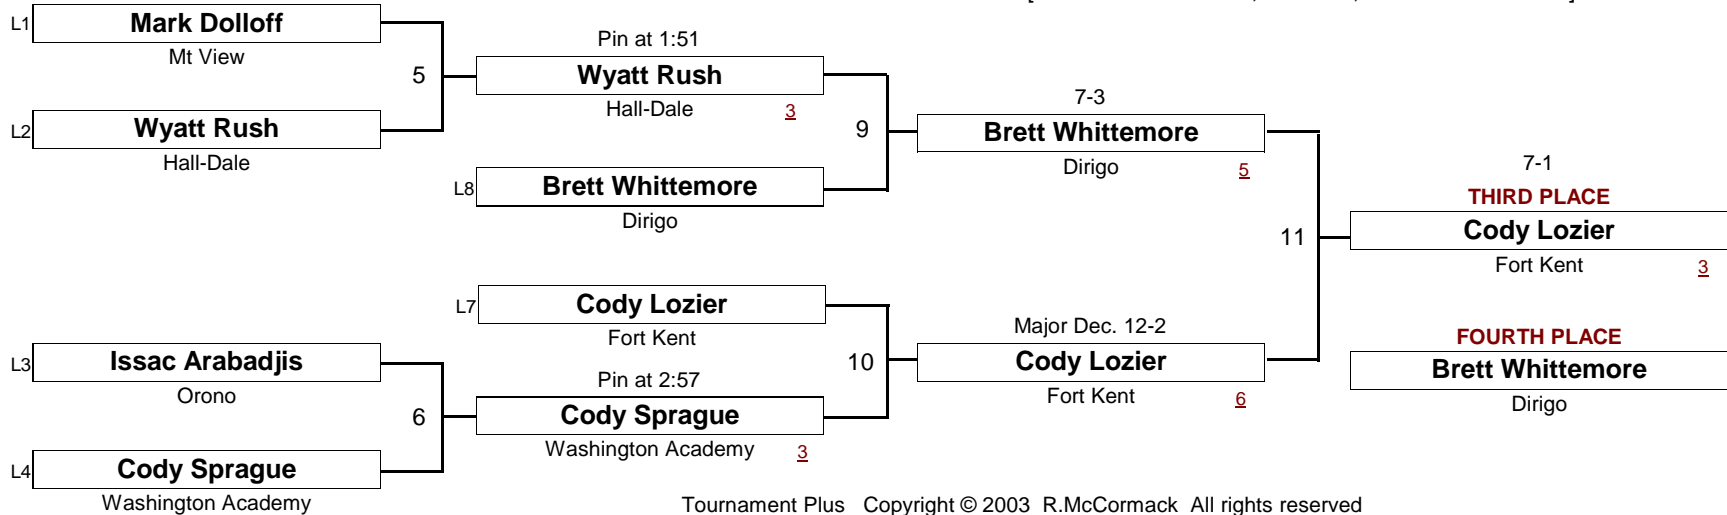 L1 Mark Dolloff
Mt View
5
L2 Wyatt Rush
Hall-Dale
Pin at 1:51
Wyatt Rush
Hall-Dale 3
9
L8 Brett Whittemore
Dirigo
7-3
Brett Whittemore
Dirigo 5
7-1
THIRD PLACE
Cody Lozier
Fort Kent 3
11
L7 Cody Lozier
Fort Kent
10
Major Dec. 12-2
Cody Lozier
Fort Kent 6
FOURTH PLACE
Brett Whittemore
Dirigo
L3 Issac Arabadjis
Orono
6
L4 Cody Sprague
Washington Academy
Pin at 2:57
Cody Sprague
Washington Academy 3
Tournament Plus Copyright © 2003 R.McCormack All rights reserved